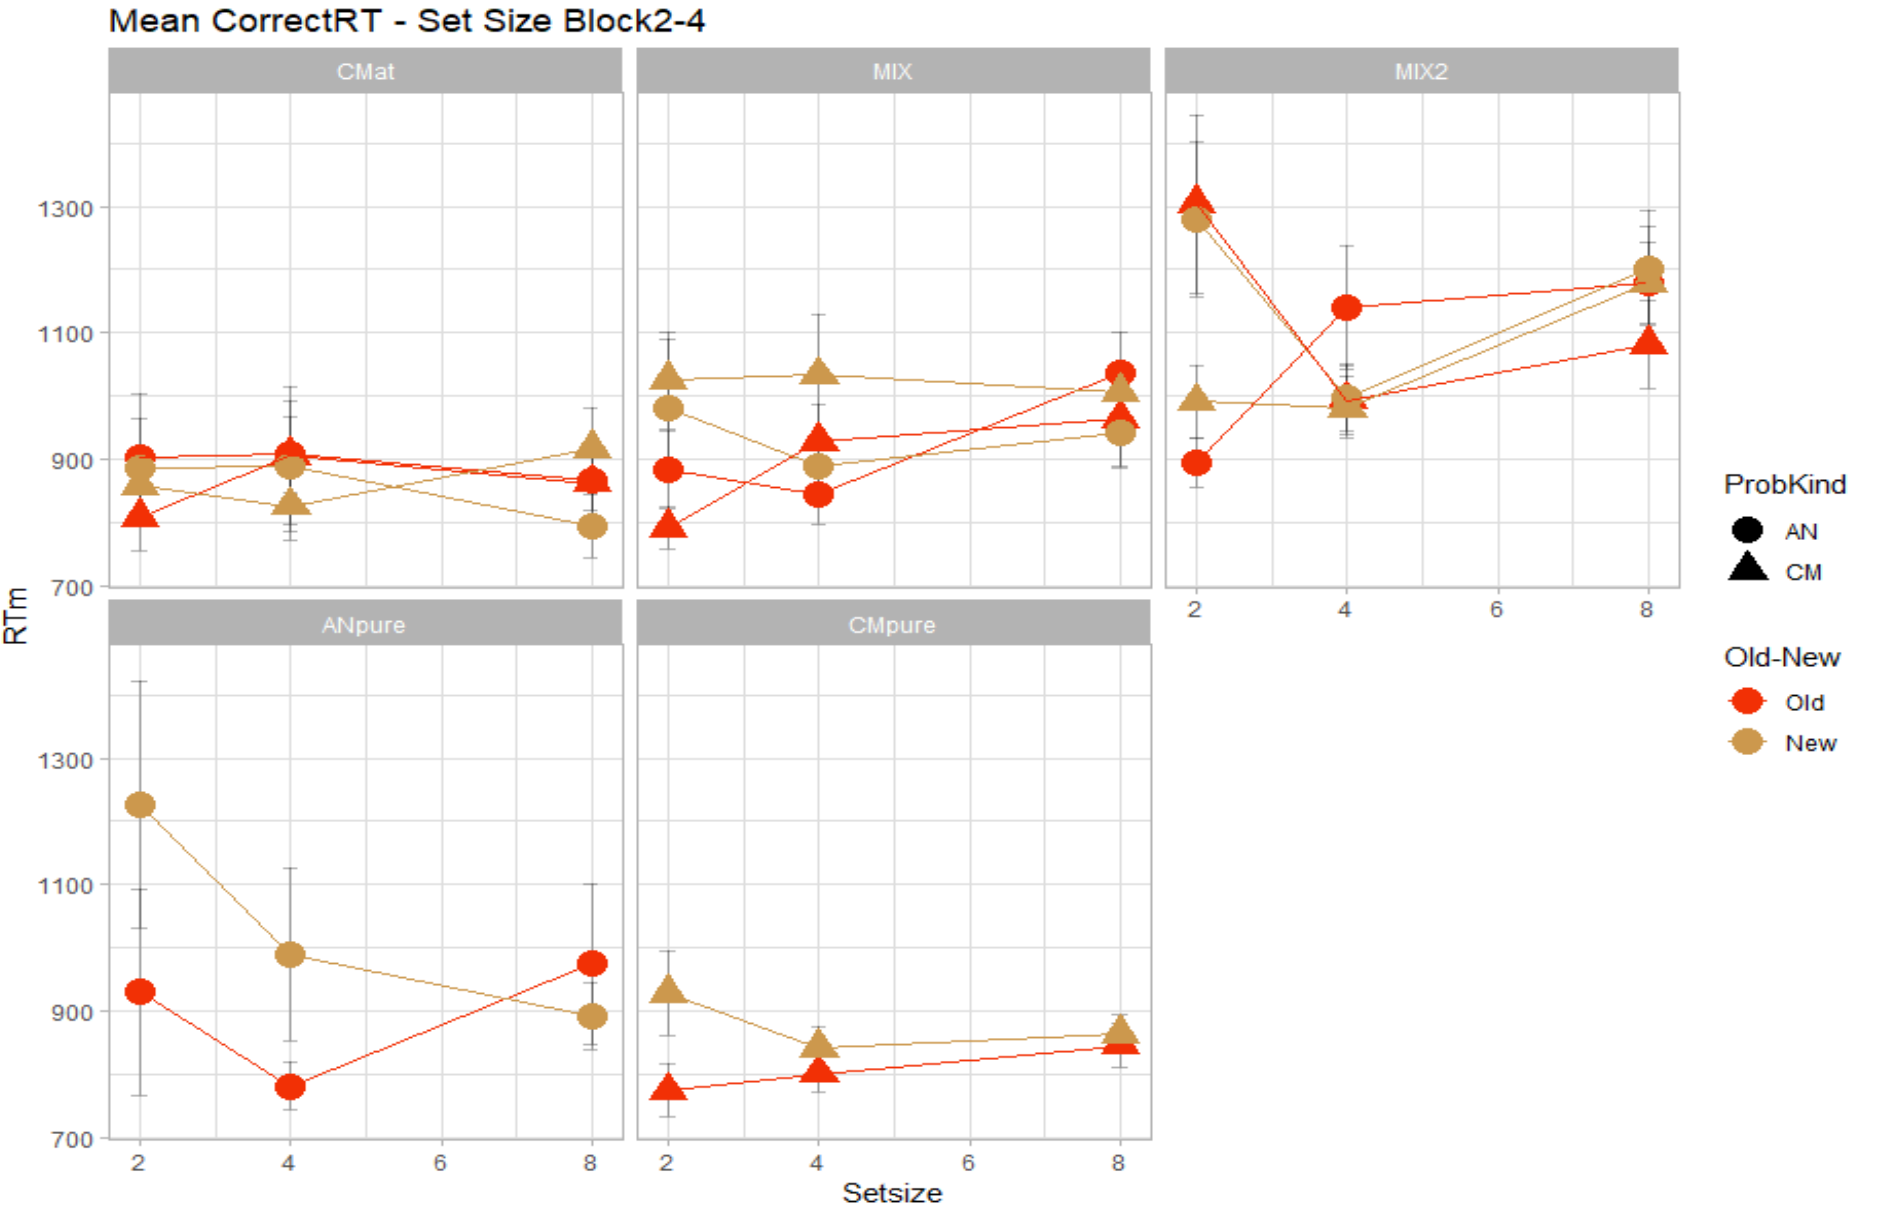 Mean CorrectRT - Set Size Block2-4
CMat
MIX
MIX2
1300
1100
900
700
2
4
6
8
RTm
ANpure
CMpure
1300
1100
900
700
2
4
6
8
2
4
6
8
Setsize
ProbKind
AN
CM
Old-New
Old
New